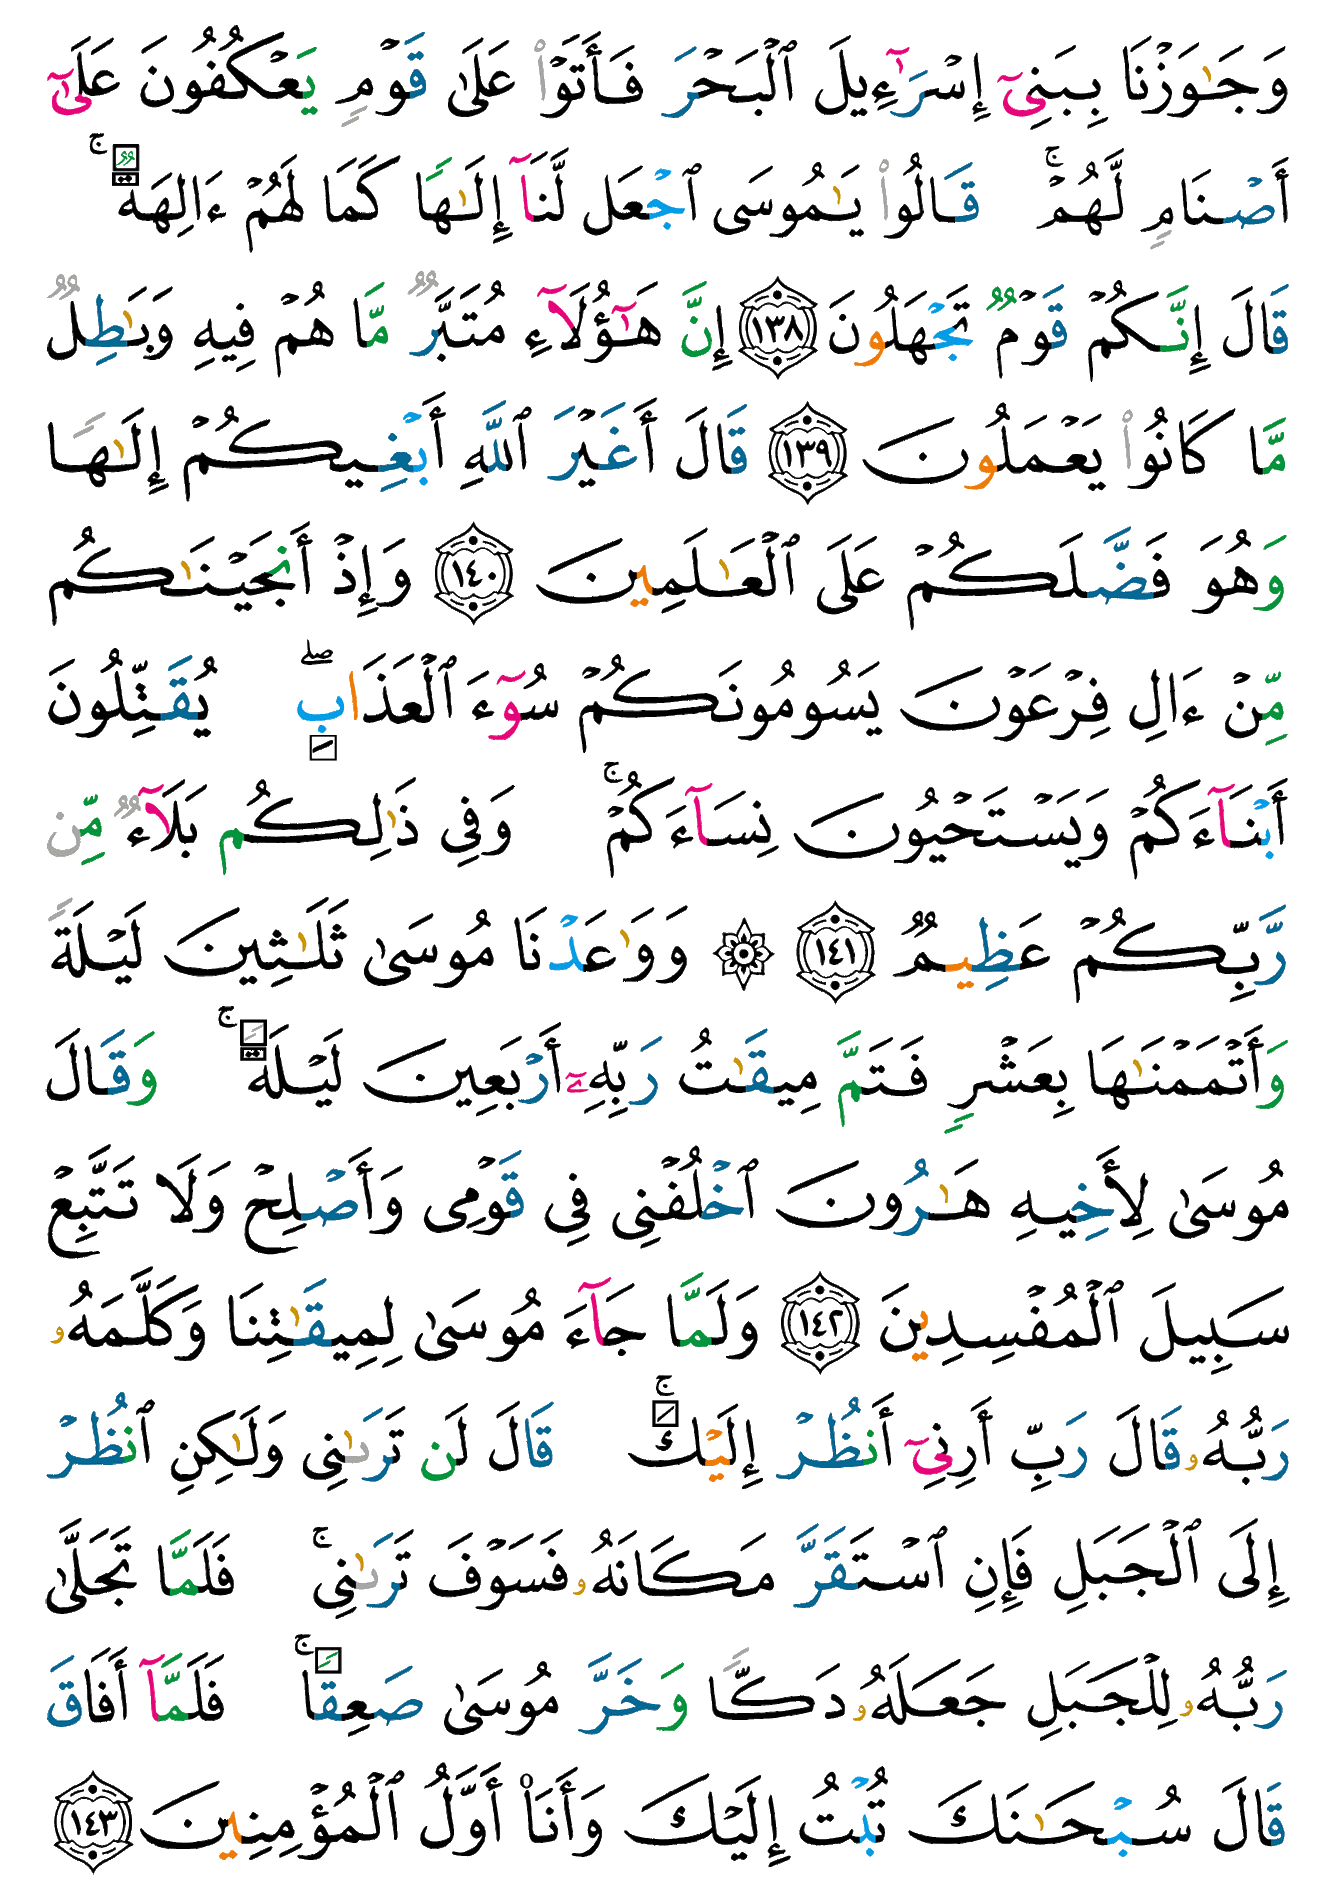 وَجَٰوَزْنَا بِبَنِىٓ إِسْرَٰٓءِيلَ ٱلْبَحْرَ فَأَتَوْا۟ عَلَىٰ قَوْمٍ يَعْكُفُونَ عَلَىٰٓ
أَصْنَامٍ لَّهُمْ ۚ قَالُوا۟ يَٰمُوسَى ٱجْعَل لَّنَآ إِلَٰهًا كَمَا لَهُمْ ءَالِهَةٌ ۚ
قَالَ إِنَّكُمْ قَوْمٌ تَجْهَلُونَ ١٣٨ إِنَّ هَٰٓؤُلَآءِ مُتَبَّرٌ مَّا هُمْ فِيهِ وَبَٰطِلٌ
مَّا كَانُوا۟ يَعْمَلُونَ ١٣٩ قَالَ أَغَيْرَ ٱللَّهِ أَبْغِيكُمْ إِلَٰهًا
وَهُوَ فَضَّلَكُمْ عَلَى ٱلْعَٰلَمِينَ ١٤٠ وَإِذْ أَنجَيْنَٰكُم
مِّنْ ءَالِ فِرْعَوْنَ يَسُومُونَكُمْ سُوٓءَ ٱلْعَذَابِ ۖ يُقَتِّلُونَ
أَبْنَآءَكُمْ وَيَسْتَحْيُونَ نِسَآءَكُمْ ۚ وَفِى ذَٰلِكُم بَلَآءٌ مِّن
رَّبِّكُمْ عَظِيمٌ ١٤١ ۞ وَوَٰعَدْنَا مُوسَىٰ ثَلَٰثِينَ لَيْلَةً
وَأَتْمَمْنَٰهَا بِعَشْرٍ فَتَمَّ مِيقَٰتُ رَبِّهِۦٓ أَرْبَعِينَ لَيْلَةً ۚ وَقَالَ
مُوسَىٰ لِأَخِيهِ هَٰرُونَ ٱخْلُفْنِى فِى قَوْمِى وَأَصْلِحْ وَلَا تَتَّبِعْ
سَبِيلَ ٱلْمُفْسِدِينَ ١٤٢ وَلَمَّا جَآءَ مُوسَىٰ لِمِيقَٰتِنَا وَكَلَّمَهُۥ
رَبُّهُۥ قَالَ رَبِّ أَرِنِىٓ أَنظُرْ إِلَيْكَ ۚ قَالَ لَن تَرَىٰنِى وَلَٰكِنِ ٱنظُرْ
إِلَى ٱلْجَبَلِ فَإِنِ ٱسْتَقَرَّ مَكَانَهُۥ فَسَوْفَ تَرَىٰنِى ۚ فَلَمَّا تَجَلَّىٰ
رَبُّهُۥ لِلْجَبَلِ جَعَلَهُۥ دَكًّا وَخَرَّ مُوسَىٰ صَعِقًا ۚ فَلَمَّآ أَفَاقَ
قَالَ سُبْحَٰنَكَ تُبْتُ إِلَيْكَ وَأَنَا۠ أَوَّلُ ٱلْمُؤْمِنِينَ ١٤٣